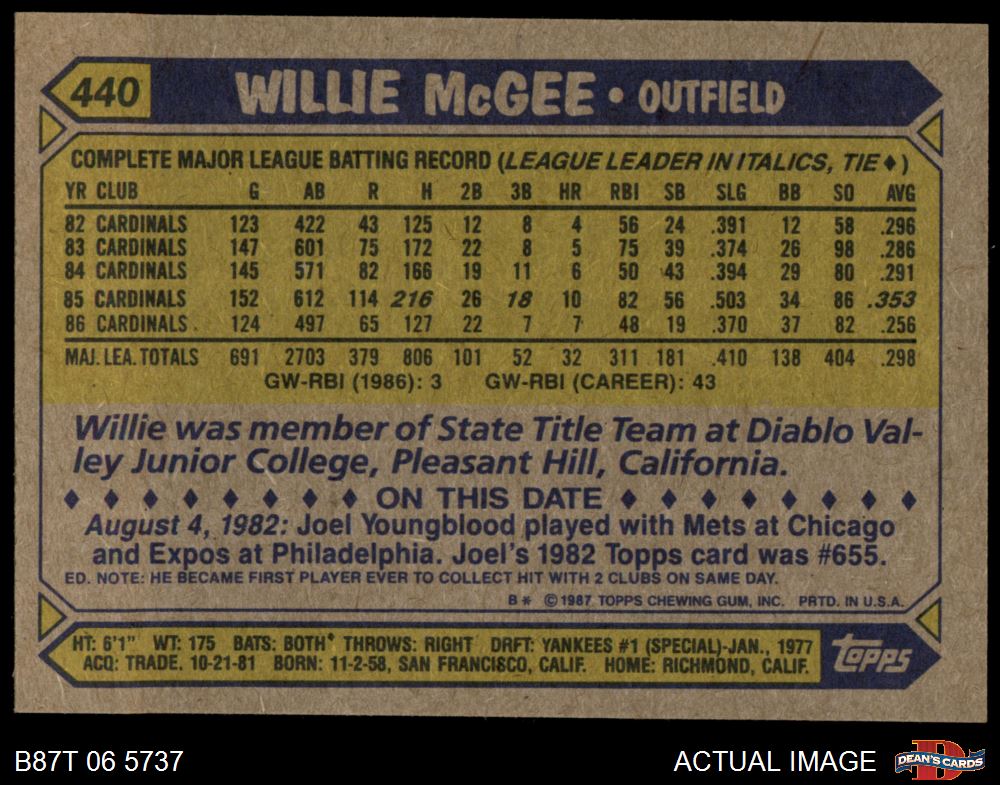 440 WILLIE McGEE • OUTFIELD
COMPLETE MAJOR LEAGUE BATTING RECORD (LEAGUE LEADER IN ITALICS, TIE♦)
YR CLUB G AB R H 2B 3B HR RBI SB SLG BB SO AVG
82 CARDINALS 123 422 43 125 12 8 4 56 24 .391 12 58 .296
83 CARDINALS 147 601 75 172 22 8 5 75 39 .374 26 98 .286
84 CARDINALS 145 571 82 166 19 11 6 50 43 .394 29 80 .291
85 CARDINALS 152 612 114 216 26 18 10 82 56 .503 34 86 .353
86 CARDINALS 124 497 65 127 22 7 7 48 19 .370 37 82 .256
MAJ. LEA. TOTALS 691 2703 379 806 101 52 32 311 181 .410 138 404 .298
GW-RBI (1986): 3 GW-RBI (CAREER): 43
Willie was member of State Title Team at Diablo Val-
ley Junior College, Pleasant Hill, California.
♦ ♦ ♦ ♦ ♦ ♦ ♦ ♦ ON THIS DATE ♦ ♦ ♦ ♦ ♦ ♦ ♦ ♦
August 4, 1982: Joel Youngblood played with Mets at Chicago
and Expos at Philadelphia. Joel's 1982 Topps card was #655.
ED. NOTE: HE BECAME FIRST PLAYER EVER TO COLLECT HIT WITH 2 CLUBS ON SAME DAY.
B* ©1987 TOPPS CHEWING GUM, INC. PRTD. IN U.S.A.
HT: 6'1" WT: 175 BATS: BOTH THROWS: RIGHT DRFT: YANKEES #1 (SPECIAL)-JAN., 1977
ACQ: TRADE, 10-21-81 BORN: 11-2-58, SAN FRANCISCO, CALIF. HOME: RICHMOND, CALIF.
topps
B87T 06 5737 ACTUAL IMAGE DEAN'S CARDS